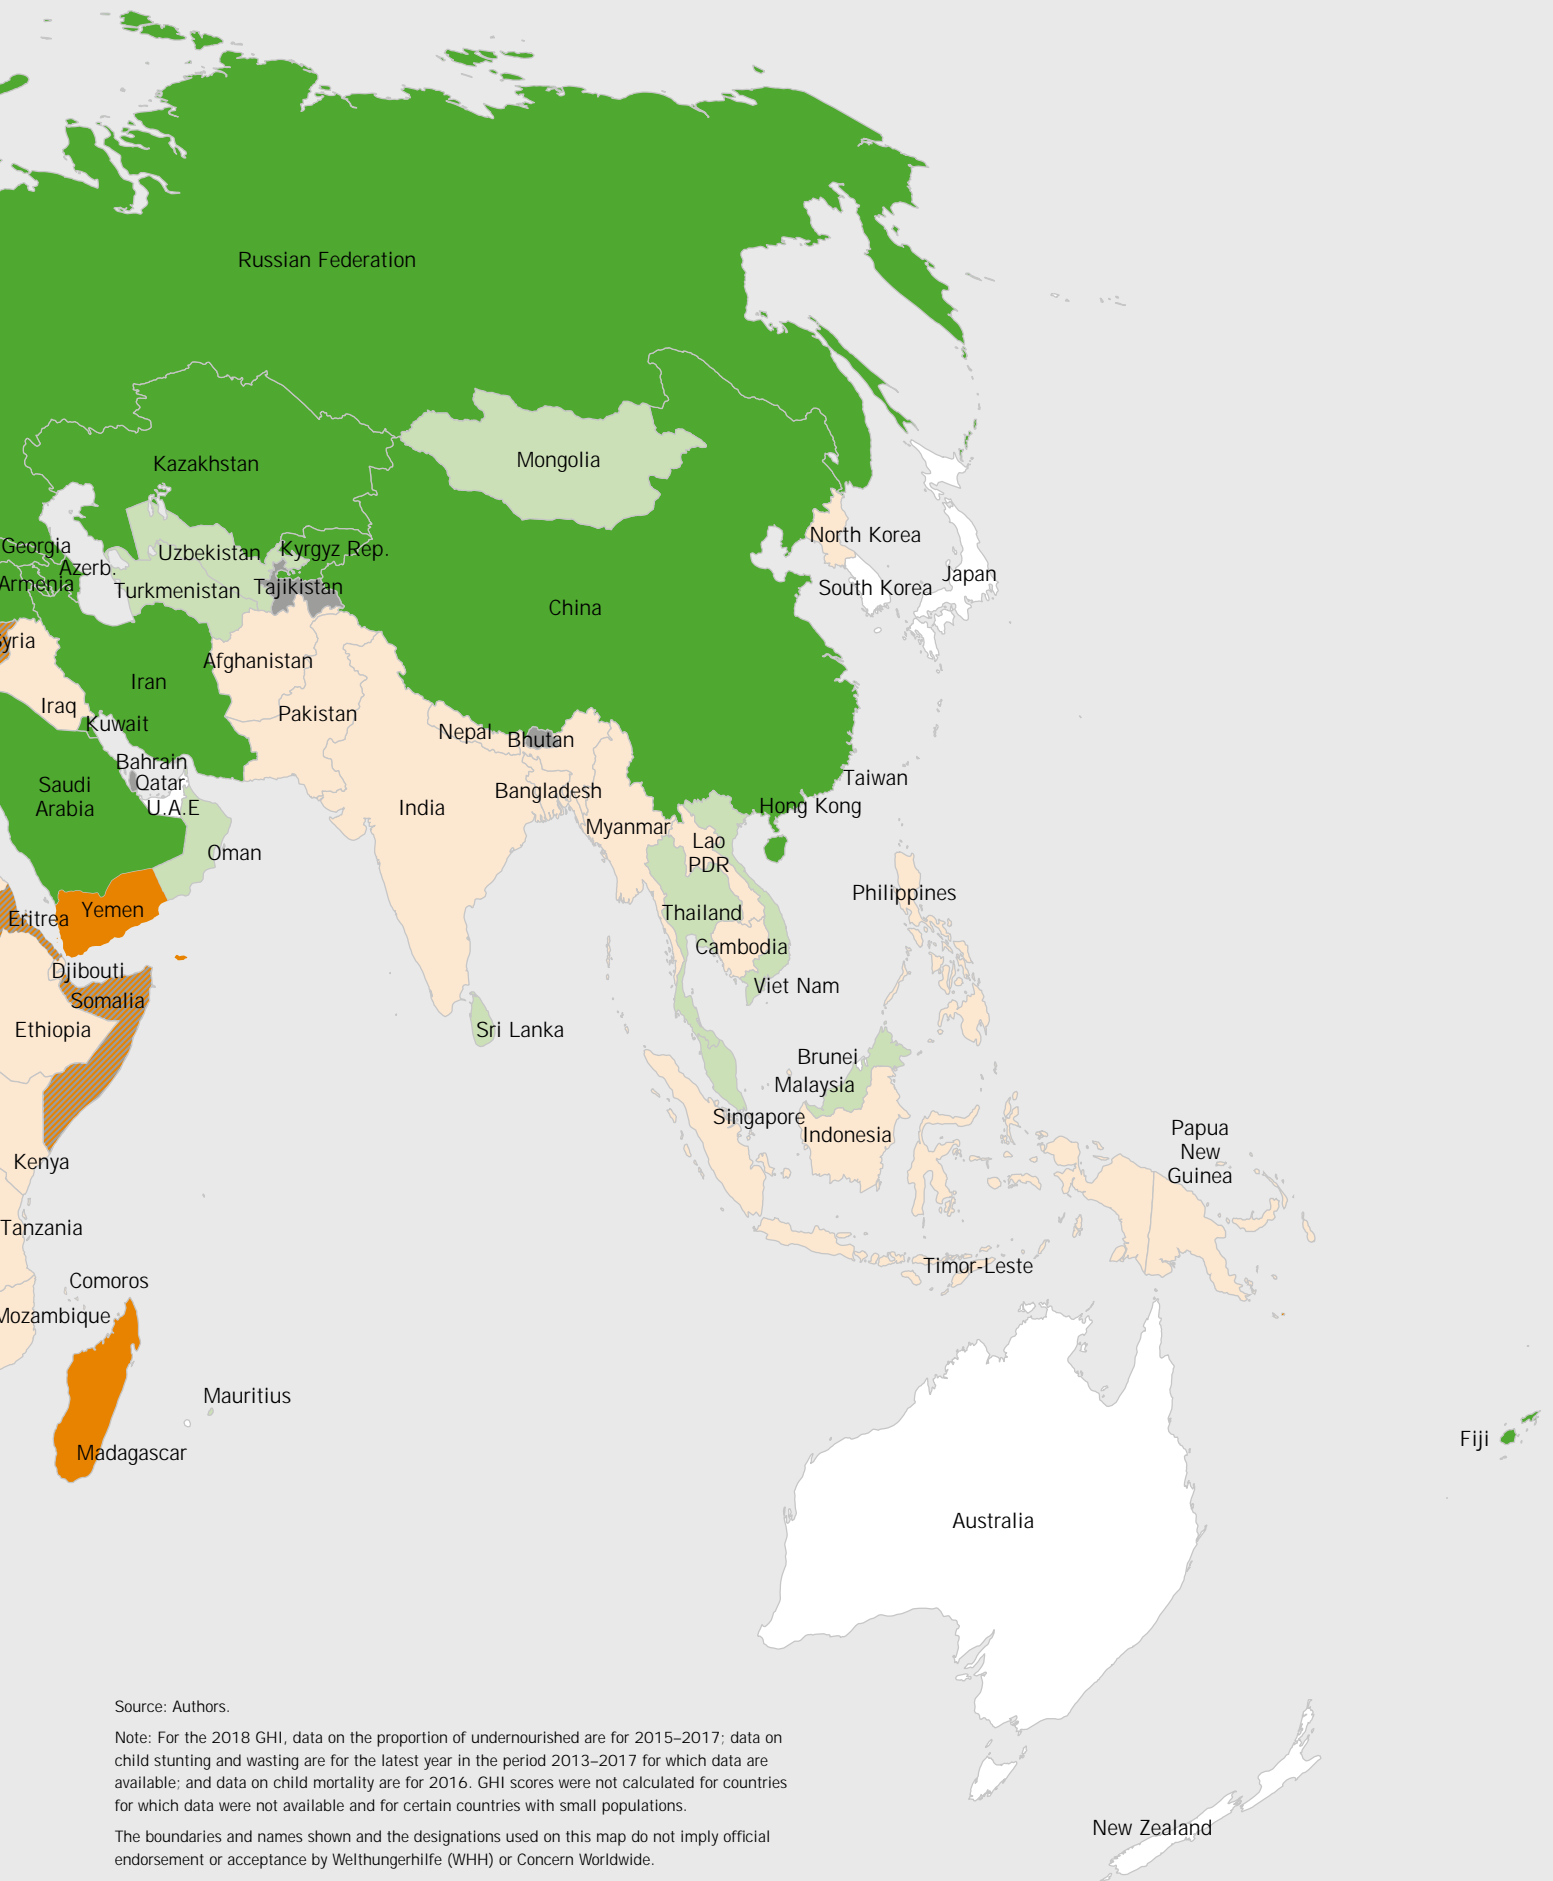 Russian Federation
Kazakhstan
Mongolia
Georgia
Azerb.
Armenia
Uzbekistan
Kyrgyz Rep.
Turkmenistan
Tajikistan
North Korea
South Korea
Japan
China
Syria
Afghanistan
Iran
Iraq
Kuwait
Pakistan
Nepal
Bhutan
Bahrain
Qatar
U.A.E
Saudi
Arabia
India
Bangladesh
Taiwan
Hong Kong
Myanmar
Lao
PDR
Oman
Philippines
Eritrea
Yemen
Thailand
Cambodia
Djibouti
Somalia
Viet Nam
Ethiopia
Sri Lanka
Brunei
Malaysia
Singapore
Indonesia
Papua
New
Guinea
Kenya
Tanzania
Timor-Leste
Comoros
Mozambique
Mauritius
Madagascar
Fiji
Australia
New Zealand
Source: Authors.
Note: For the 2018 GHI, data on the proportion of undernourished are for 2015–2017; data on
child stunting and wasting are for the latest year in the period 2013–2017 for which data are
available; and data on child mortality are for 2016. GHI scores were not calculated for countries
for which data were not available and for certain countries with small populations.
The boundaries and names shown and the designations used on this map do not imply official
endorsement or acceptance by Welthungerhilfe (WHH) or Concern Worldwide.